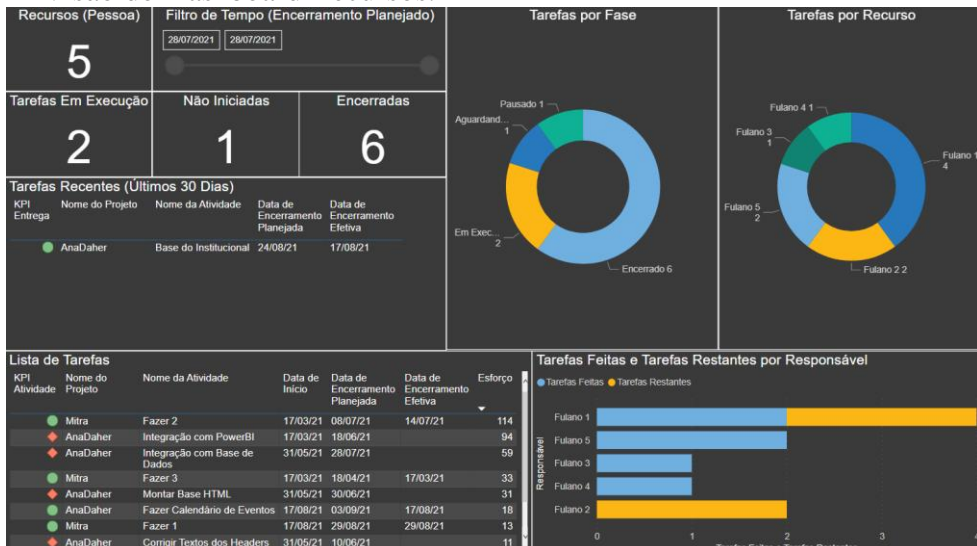 Recursos (Pessoa)
5
Filtro de Tempo (Encerramento Planejado)
28/07/2021 28/07/2021
Tarefas Em Execução
2
Não Iniciadas
1
Encerradas
6
Tarefas Recentes (Últimos 30 Dias)
KPI Entrega Nome do Projeto Nome da Atividade Data de Encerramento Planejada Data de Encerramento Efetiva
AnaDaher Base do Institucional 24/08/21 17/08/21
Tarefas por Fase
Pausado 1
Aguardand... 1
Em Exec... 2
Encerrado 6
Tarefas por Recurso
Fulano 4 1
Fulano 3 1
Fulano 1 4
Fulano 5 2
Fulano 2 2
Lista de Tarefas
KPI Atividade Nome do Projeto Nome da Atividade Data de Início Data de Encerramento Planejada Data de Encerramento Efetiva Esforço
Mitra Fazer 2 17/03/21 08/07/21 14/07/21 114
AnaDaher Integração com PowerBI 17/03/21 18/06/21 94
AnaDaher Integração com Base de Dados 31/05/21 28/07/21 59
Mitra Fazer 3 17/03/21 18/04/21 17/03/21 33
AnaDaher Montar Base HTML 31/05/21 30/06/21 31
AnaDaher Fazer Calendário de Eventos 17/08/21 03/09/21 17/08/21 18
Mitra Fazer 1 17/08/21 29/08/21 29/08/21 13
AnaDaher Corrigir Textos dos Headers 31/05/21 10/06/21 11
Tarefas Feitas e Tarefas Restantes por Responsável
Tarefas Feitas Tarefas Restantes
Responsável
Fulano 1
Fulano 5
Fulano 3
Fulano 4
Fulano 2
0 1 2 3